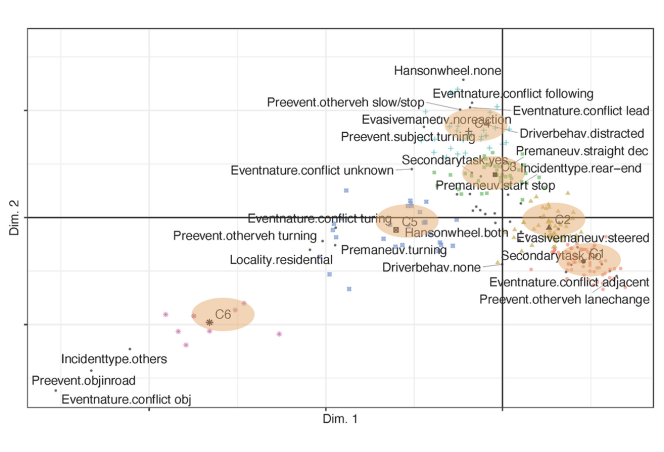 Hansonwheel.none
Eventnature.conflict following
Preevent.otherveh slow/stop
Eventnature.conflict lead
Evasivemaneuv.noreaction
C4
Driverbehav.distracted
Preevent.subject turning
Premaneuv.straight dec
Secondarytask.yes
C3
Incidenttype.rear-end
Eventnature.conflict unknown
Premaneuv.start stop
Eventnature.conflict turing
C5
C2
Hansonwheel.both
Preevent.otherveh turning
Evasivemaneuv.steered
Premaneuv.turning
Secondarytask.no
C1
Locality.residential
Driverbehav.none
Eventnature.conflict adjacent
Preevent.otherveh lanechange
C6
Incidenttype.others
Preevent.objinroad
Eventnature.conflict obj
Dim. 2
Dim. 1